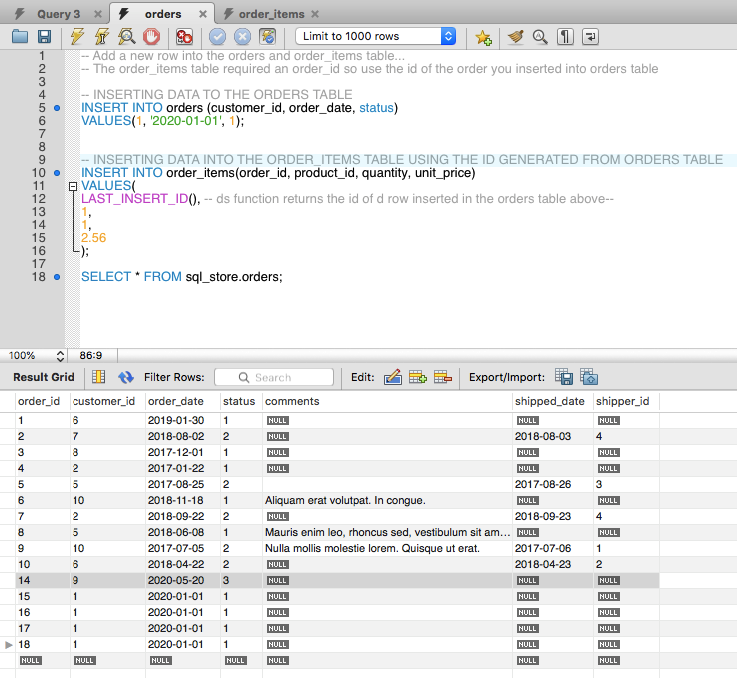 Query 3 orders order_items
Limit to 1000 rows
1 -- Add a new row into the orders and order_items table...
2 -- The order_items table required an order_id so use the id of the order you inserted into orders table
3
4 -- INSERTING DATA TO THE ORDERS TABLE
5 INSERT INTO orders (customer_id, order_date, status)
6 VALUES(1, '2020-01-01', 1);
7
8
9 -- INSERTING DATA INTO THE ORDER_ITEMS TABLE USING THE ID GENERATED FROM ORDERS TABLE
10 INSERT INTO order_items(order_id, product_id, quantity, unit_price)
11 VALUES(
12 LAST_INSERT_ID(), -- ds function returns the id of d row inserted in the orders table above--
13 1,
14 1,
15 2.56
16 );
17
18 SELECT * FROM sql_store.orders;
100% 86:9
Result Grid Filter Rows: Search Edit: Export/Import:
order_id customer_id order_date status comments shipped_date shipper_id
1 6 2019-01-30 1 NULL NULL NULL
2 7 2018-08-02 2 NULL 2018-08-03 4
3 8 2017-12-01 1 NULL NULL NULL
4 2 2017-01-22 1 NULL NULL NULL
5 5 2017-08-25 2 2017-08-26 3
6 10 2018-11-18 1 Aliquam erat volutpat. In congue. NULL NULL
7 2 2018-09-22 2 NULL 2018-09-23 4
8 5 2018-06-08 1 Mauris enim leo, rhoncus sed, vestibulum sit am... NULL NULL
9 10 2017-07-05 2 Nulla mollis molestie lorem. Quisque ut erat. 2017-07-06 1
10 6 2018-04-22 2 NULL 2018-04-23 2
14 9 2020-05-20 3 NULL NULL NULL
15 1 2020-01-01 1 NULL NULL NULL
16 1 2020-01-01 1 NULL NULL NULL
17 1 2020-01-01 1 NULL NULL NULL
18 1 2020-01-01 1 NULL NULL NULL
NULL NULL NULL NULL NULL NULL NULL